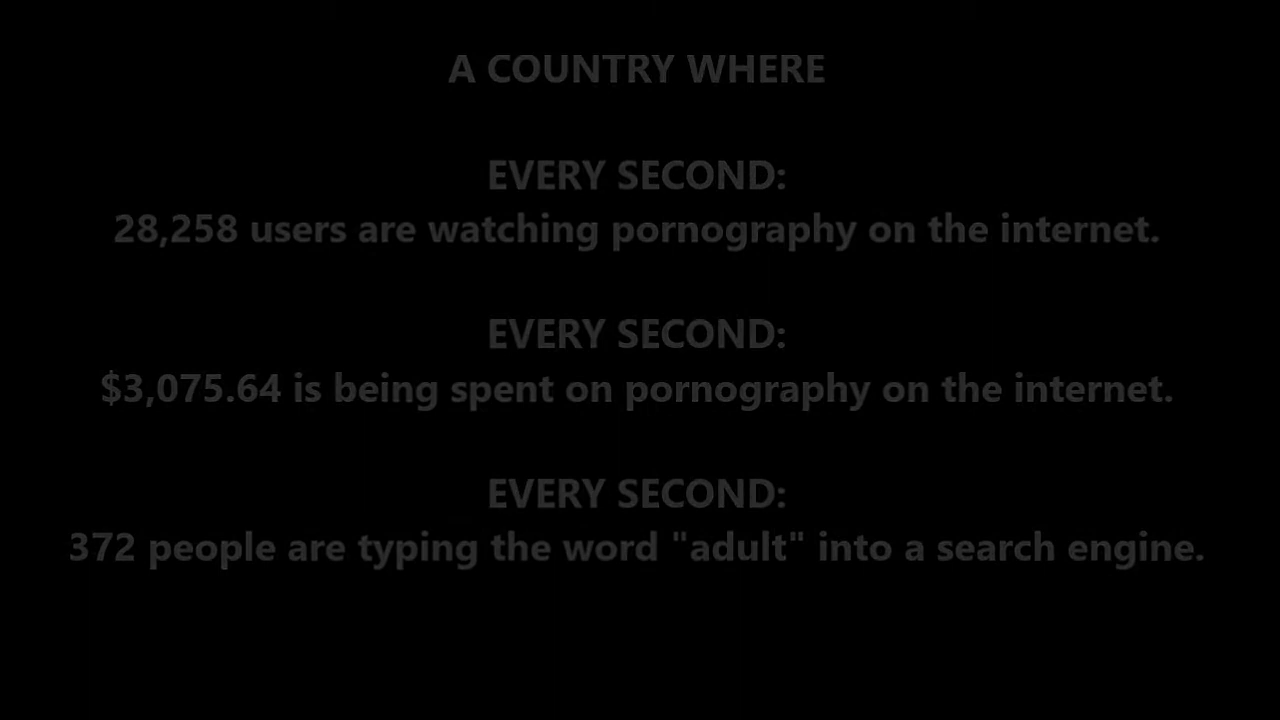 A COUNTRY WHERE
EVERY SECOND:
28,258 users are watching pornography on the internet.
EVERY SECOND:
$3,075.64 is being spent on pornography on the internet.
EVERY SECOND:
372 people are typing the word "adult" into a search engine.